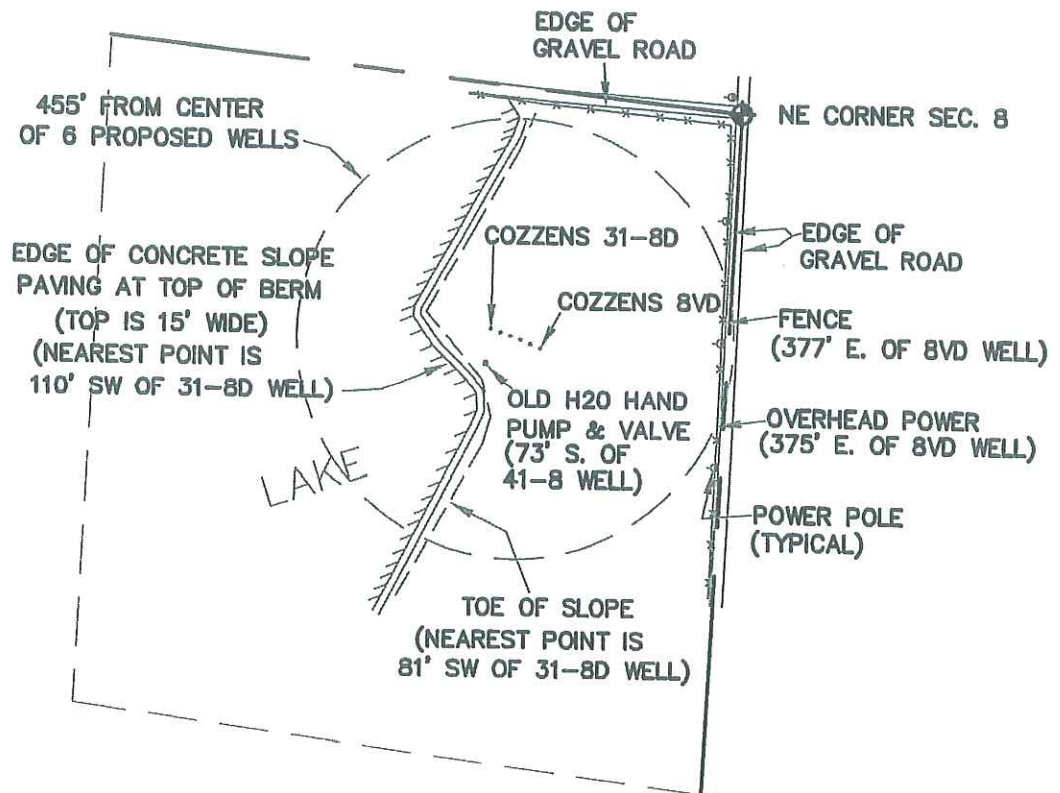 EDGE OF
GRAVEL ROAD
455' FROM CENTER
OF 6 PROPOSED WELLS
NE CORNER SEC. 8
EDGE OF CONCRETE SLOPE
PAVING AT TOP OF BERM
(TOP IS 15' WIDE)
(NEAREST POINT IS
110' SW OF 31-8D WELL)
COZZENS 31-8D
COZZENS 8VD
EDGE OF
GRAVEL ROAD
FENCE
(377' E. OF 8VD WELL)
OLD H20 HAND
PUMP & VALVE
(73' S. OF
41-8 WELL)
OVERHEAD POWER
(375' E. OF 8VD WELL)
LAKE
POWER POLE
(TYPICAL)
TOE OF SLOPE
(NEAREST POINT IS
81' SW OF 31-8D WELL)